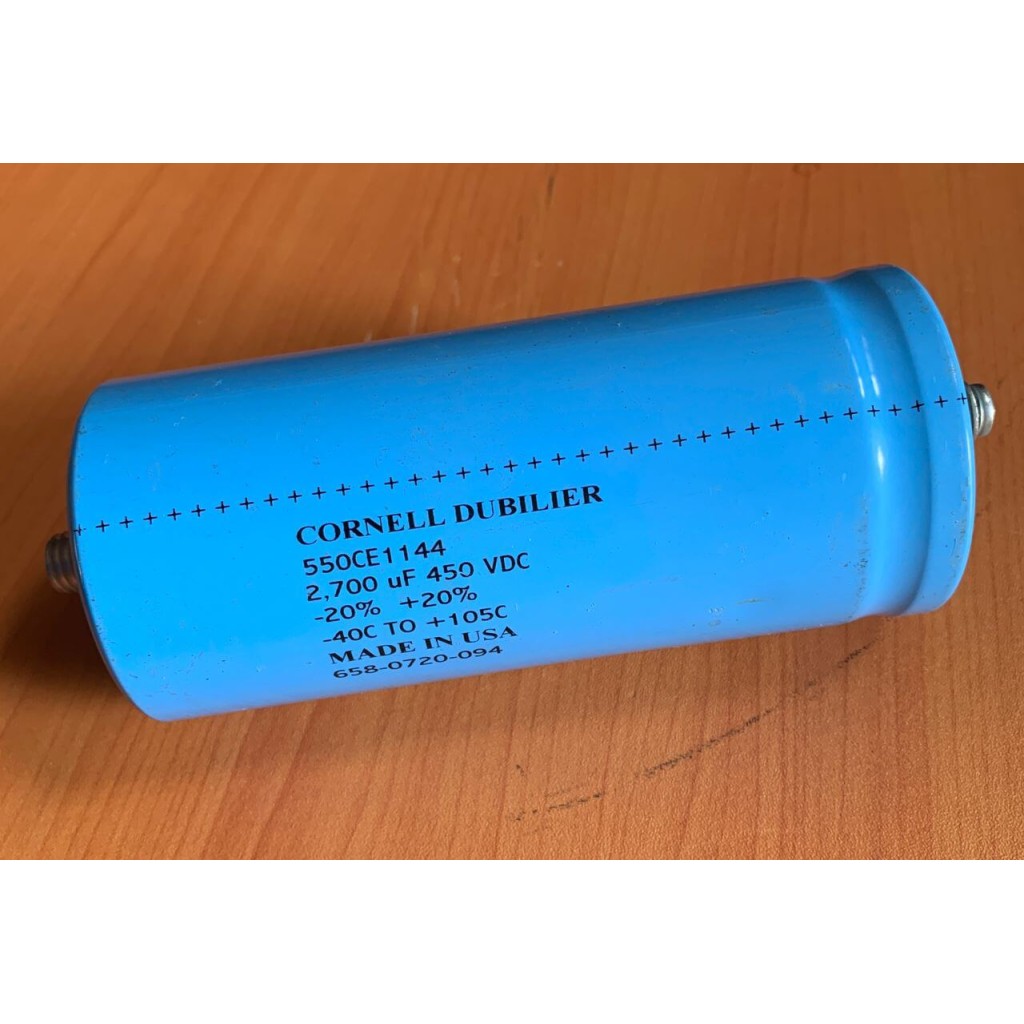 + + + + + + + + + + + + + + + + + + + + + + + + + + + + + + + + + + + + +
CORNELL DUBILIER
550CE1144
2,700 uF 450 VDC
-20% +20%
-40C TO +105C
MADE IN USA
658-0720-094